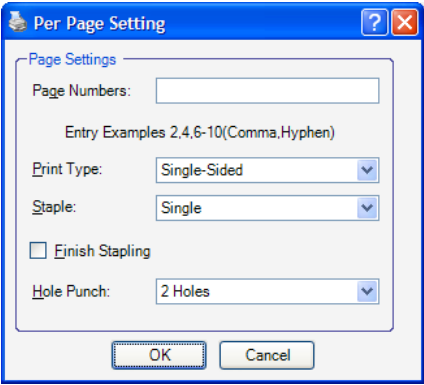 Per Page Setting
Page Settings
Page Numbers:
Entry Examples 2,4,6-10(Comma,Hyphen)
Print Type: Single-Sided
Staple: Single
Finish Stapling
Hole Punch: 2 Holes
OK Cancel